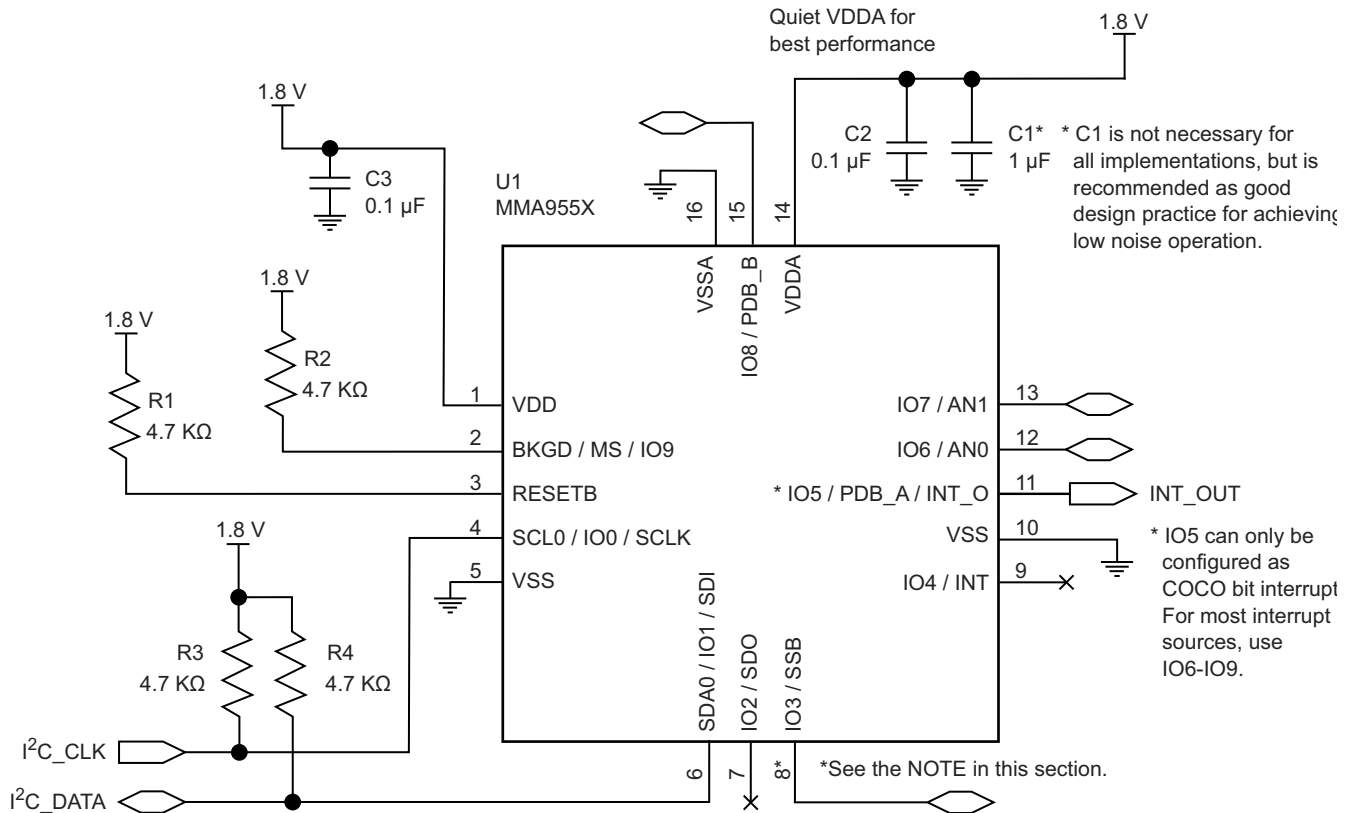 Quiet VDDA for
best performance
1.8 V
1.8 V
C3
0.1 µF
C2
0.1 µF
C1*
1 µF
* C1 is not necessary for
all implementations, but is
recommended as good
design practice for achieving
low noise operation.
U1
MMA955X
16
15
14
VSSA
IO8 / PDB_B
VDDA
1.8 V
R2
4.7 KΩ
1.8 V
R1
4.7 KΩ
1
VDD
2
BKGD / MS / IO9
3
RESETB
4
SCL0 / IO0 / SCLK
5
VSS
IO7 / AN1
13
IO6 / AN0
12
* IO5 / PDB_A / INT_O
11
INT_OUT
VSS
10
IO4 / INT
9
* IO5 can only be
configured as
COCO bit interrupt
For most interrupt
sources, use
IO6-IO9.
1.8 V
R3
4.7 KΩ
R4
4.7 KΩ
SDA0 / IO1 / SDI
IO2 / SDO
IO3 / SSB
6
7
8*
*See the NOTE in this section.
I²C_CLK
I²C_DATA